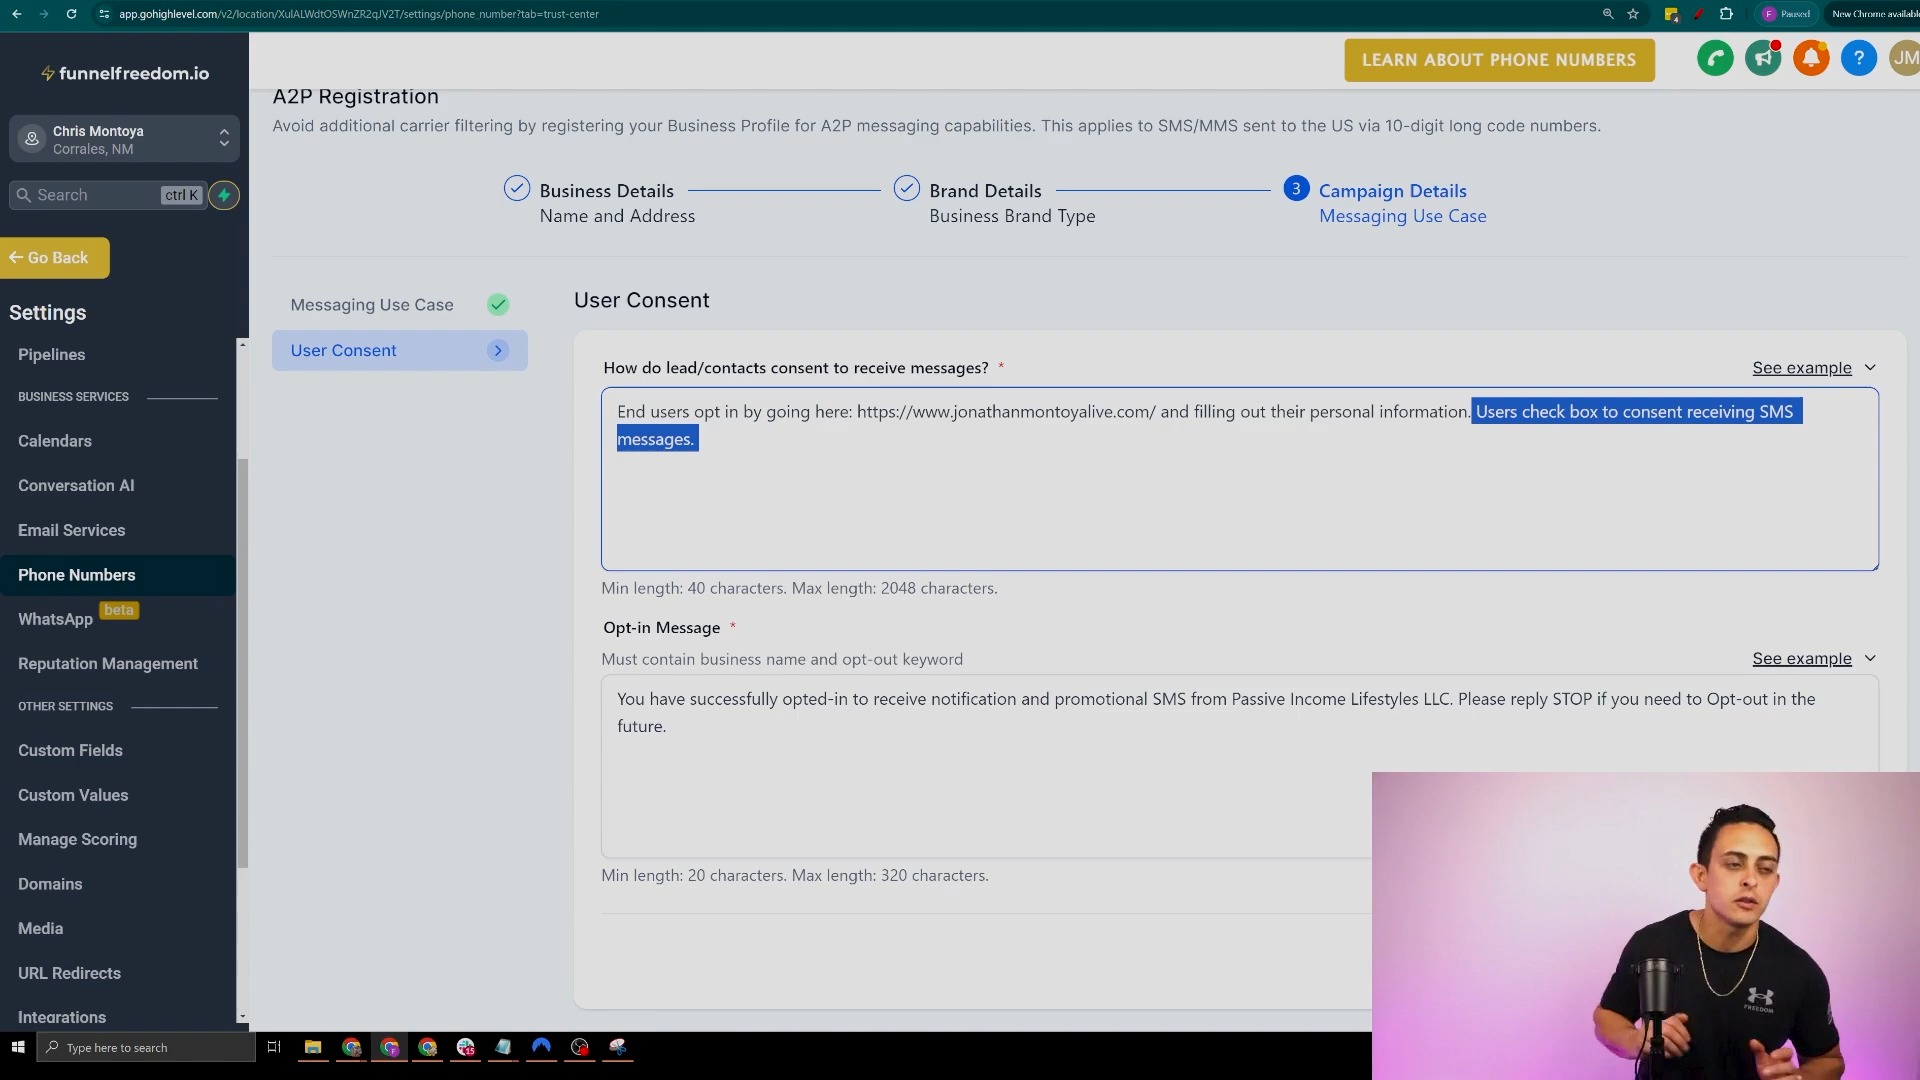 app.gohighlevel.com/v2/location/XulALWdtOSWnZR2qJV2T/settings/phone_number?tab=trust-center
4
F
Paused
New Chrome available
funnelfreedom.io
LEARN ABOUT PHONE NUMBERS
?
JM
Chris Montoya
Corrales, NM
Search
ctrl K
Go Back
Settings
Pipelines
BUSINESS SERVICES
Calendars
Conversation AI
Email Services
Phone Numbers
WhatsApp
beta
Reputation Management
OTHER SETTINGS
Custom Fields
Custom Values
Manage Scoring
Domains
Media
URL Redirects
Integrations
A2P Registration
Avoid additional carrier filtering by registering your Business Profile for A2P messaging capabilities. This applies to SMS/MMS sent to the US via 10-digit long code numbers.
Business Details
Name and Address
Brand Details
Business Brand Type
3
Campaign Details
Messaging Use Case
Messaging Use Case
User Consent
User Consent
How do lead/contacts consent to receive messages? *
See example
End users opt in by going here: https://www.jonathanmontoyalive.com/ and filling out their personal information. Users check box to consent receiving SMS
messages.
Min length: 40 characters. Max length: 2048 characters.
Opt-in Message *
Must contain business name and opt-out keyword
See example
You have successfully opted-in to receive notification and promotional SMS from Passive Income Lifestyles LLC. Please reply STOP if you need to Opt-out in the
future.
Min length: 20 characters. Max length: 320 characters.
FREEDOM
Type here to search
15